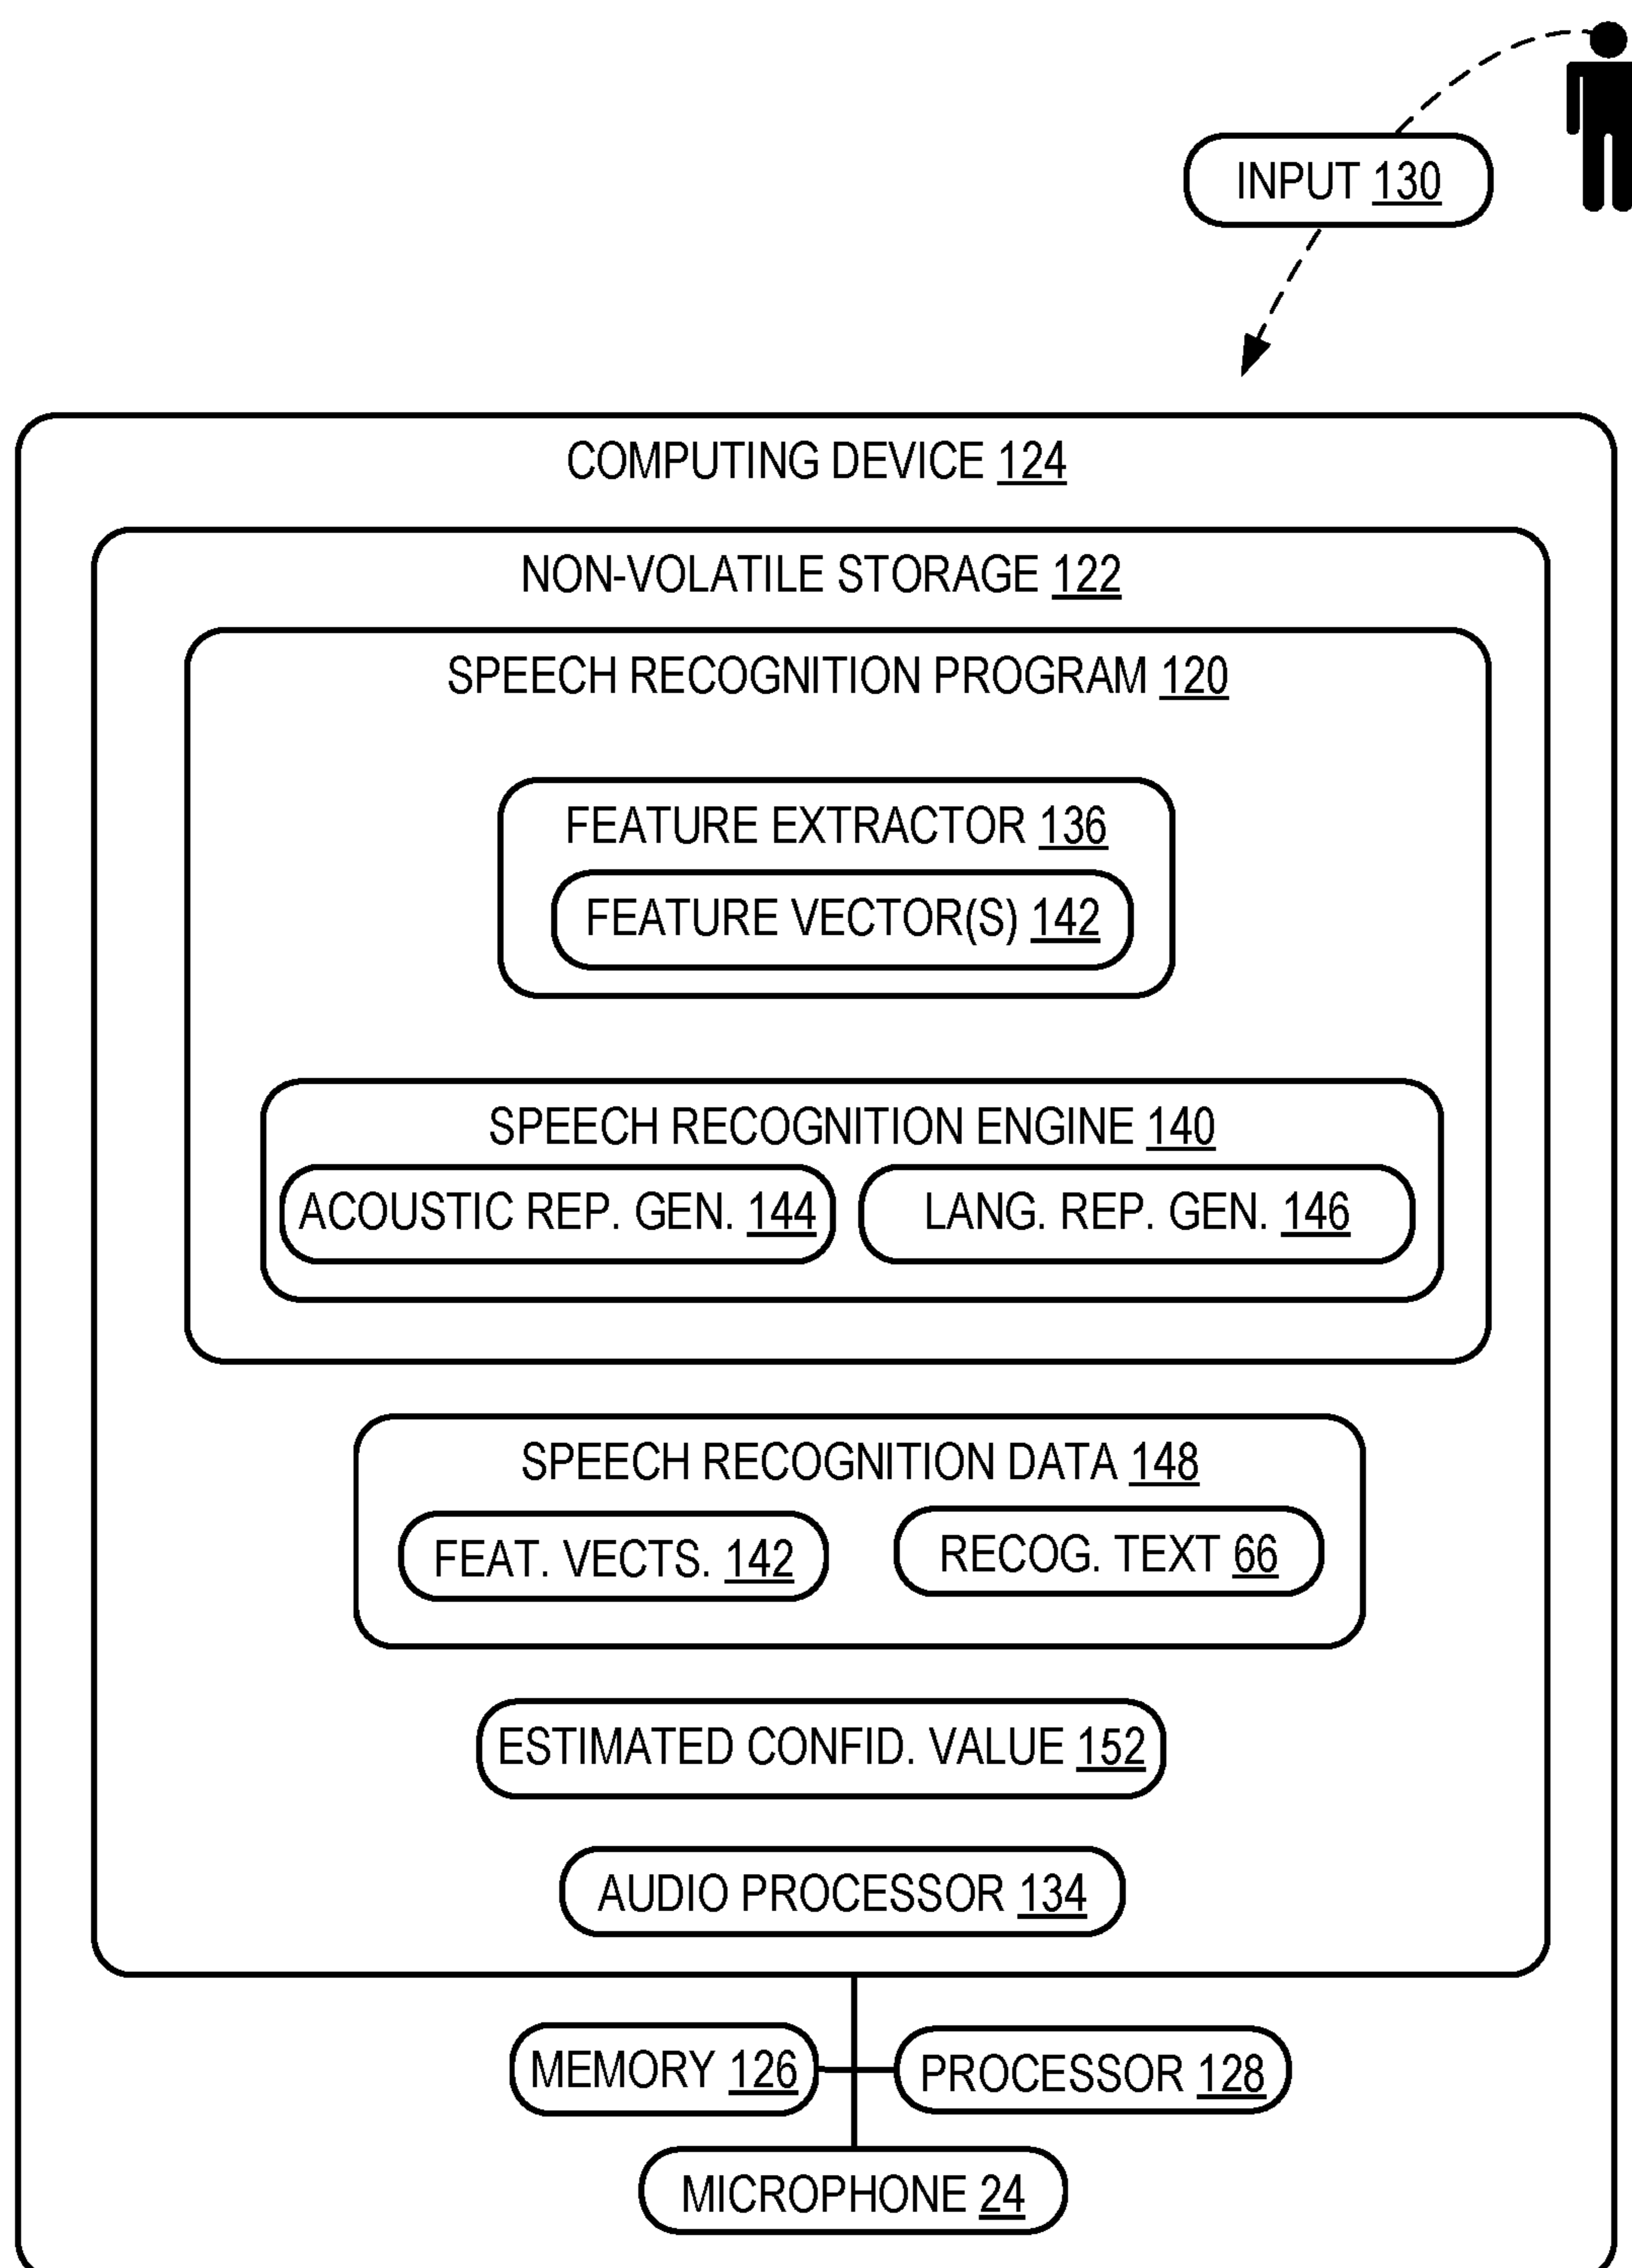 INPUT 130
COMPUTING DEVICE 124
NON-VOLATILE STORAGE 122
SPEECH RECOGNITION PROGRAM 120
FEATURE EXTRACTOR 136
FEATURE VECTOR(S) 142
SPEECH RECOGNITION ENGINE 140
ACOUSTIC REP. GEN. 144
LANG. REP. GEN. 146
SPEECH RECOGNITION DATA 148
FEAT. VECTS. 142
RECOG. TEXT 66
ESTIMATED CONFID. VALUE 152
AUDIO PROCESSOR 134
MEMORY 126
PROCESSOR 128
MICROPHONE 24